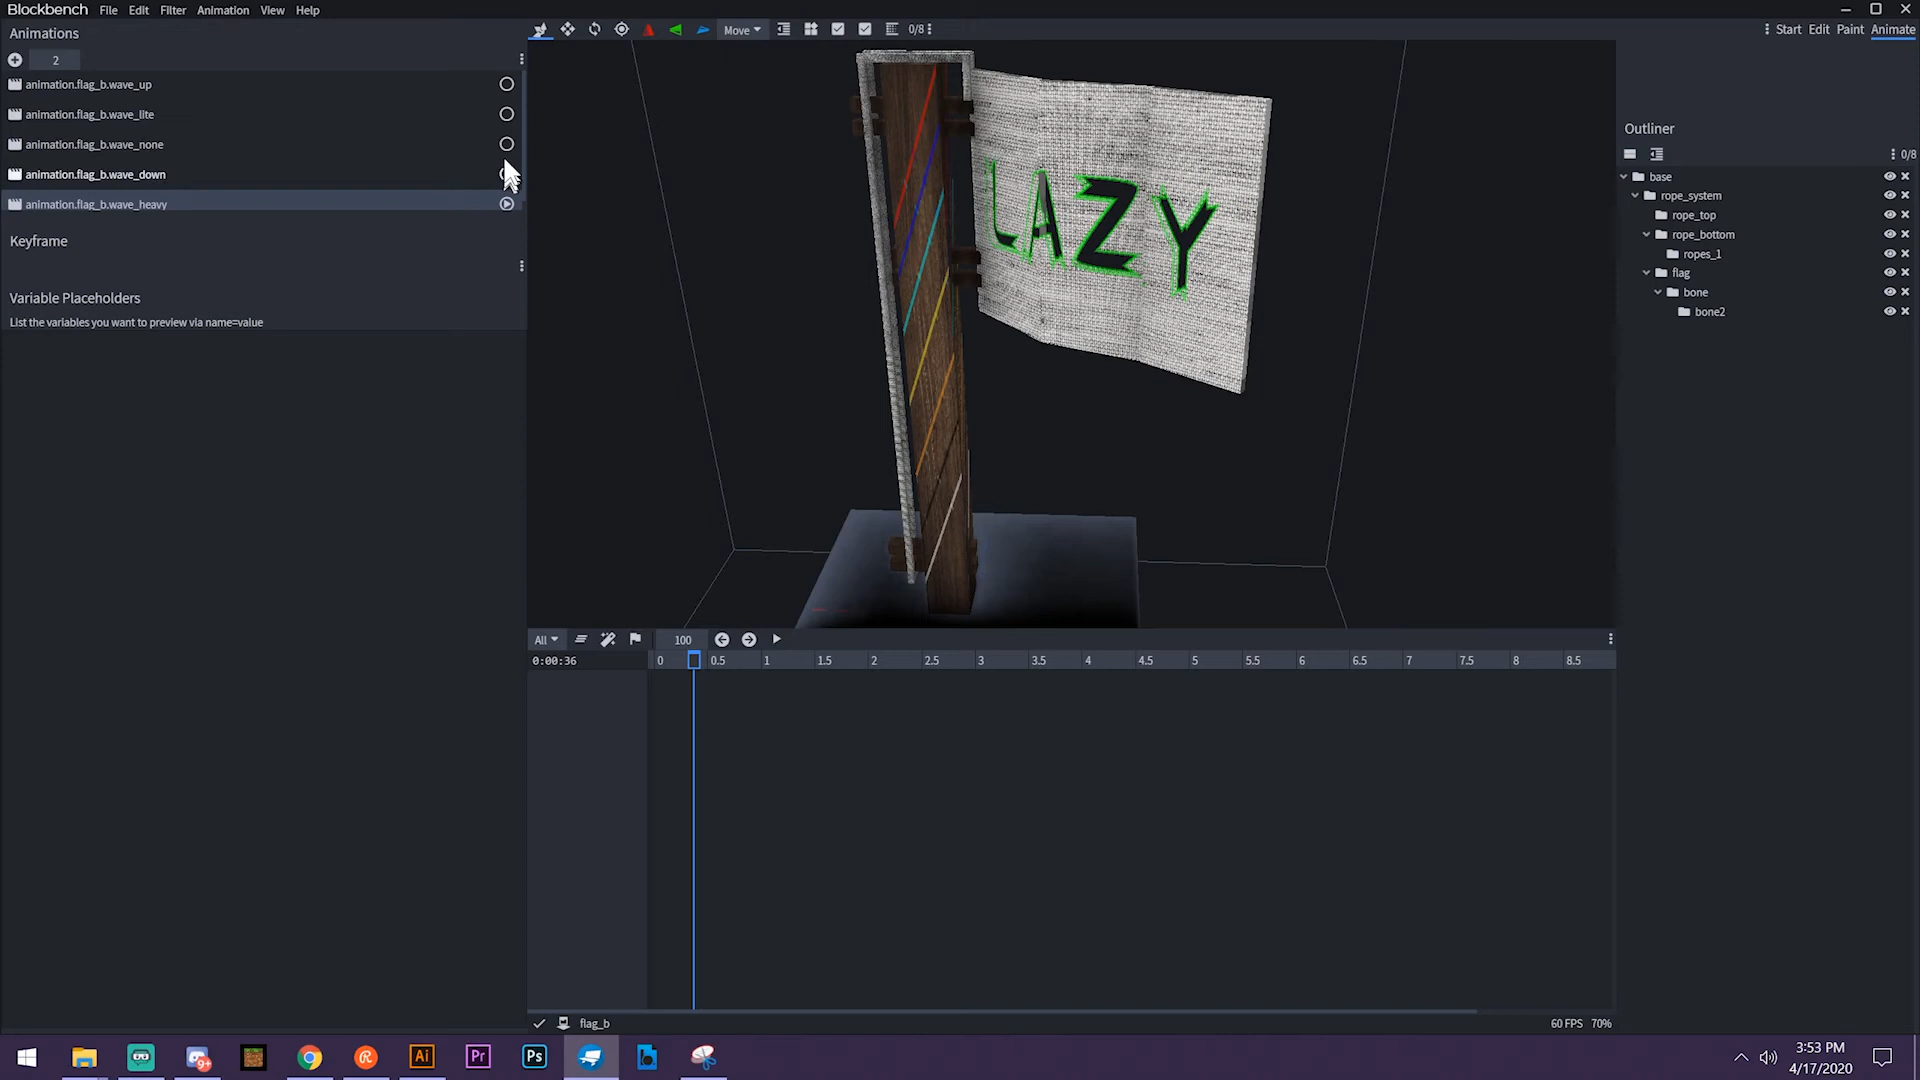 Blockbench File Edit Filter Animation View Help
Animations
2
animation.flag_b.wave_up
animation.flag_b.wave_lite
animation.flag_b.wave_none
animation.flag_b.wave_down
animation.flag_b.wave_heavy
Keyframe
Variable Placeholders
List the variables you want to preview via name=value
Move 0/8
Start Edit Paint Animate
LAZY
Outliner
0/8
base
rope_system
rope_top
rope_bottom
ropes_1
flag
bone
bone2
All 100
0:00:36 0 0.5 1 1.5 2 2.5 3 3.5 4 4.5 5 5.5 6 6.5 7 7.5 8 8.5
flag_b 60 FPS 70%
9+ Ai Pr Ps
3:53 PM
4/17/2020